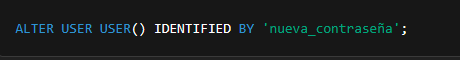 ALTER USER USER() IDENTIFIED BY 'nueva_contraseña';